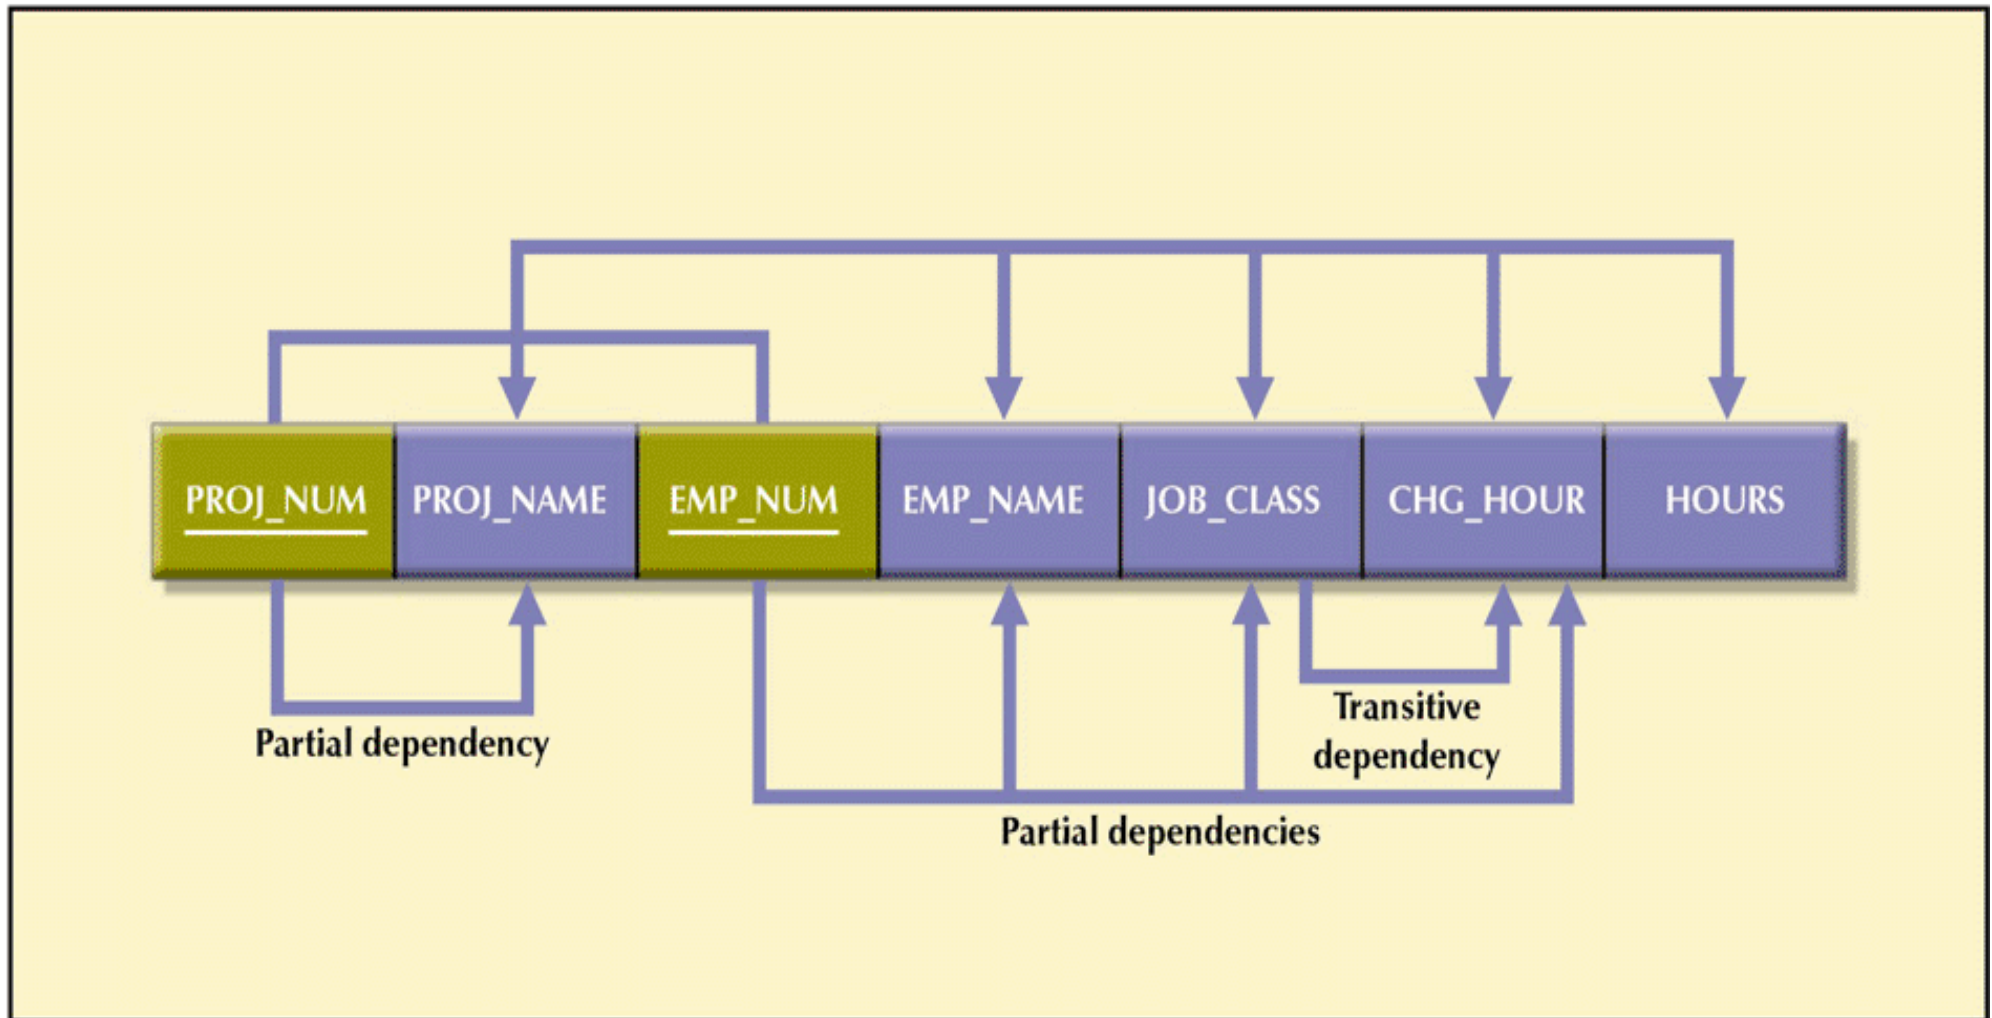 PROJ_NUM PROJ_NAME EMP_NUM EMP_NAME JOB_CLASS CHG_HOUR HOURS
Partial dependency
Transitive
dependency
Partial dependencies